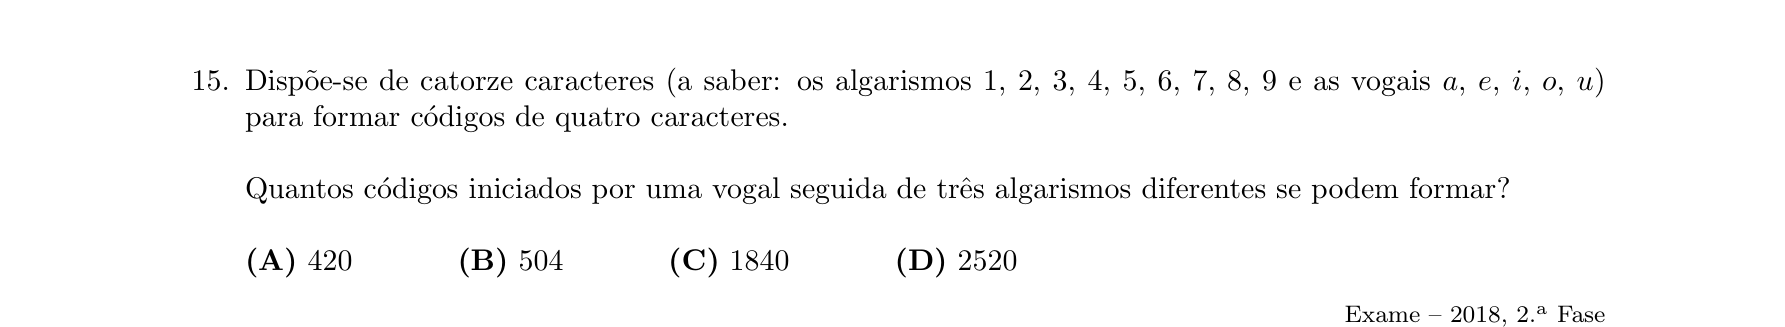 15. Dispõe-se de catorze caracteres (a saber: os algarismos 1, 2, 3, 4, 5, 6, 7, 8, 9 e as vogais a, e, i, o, u)
para formar códigos de quatro caracteres.
Quantos códigos iniciados por uma vogal seguida de três algarismos diferentes se podem formar?
(A) 420 (B) 504 (C) 1840 (D) 2520
Exame – 2018, 2.ª Fase